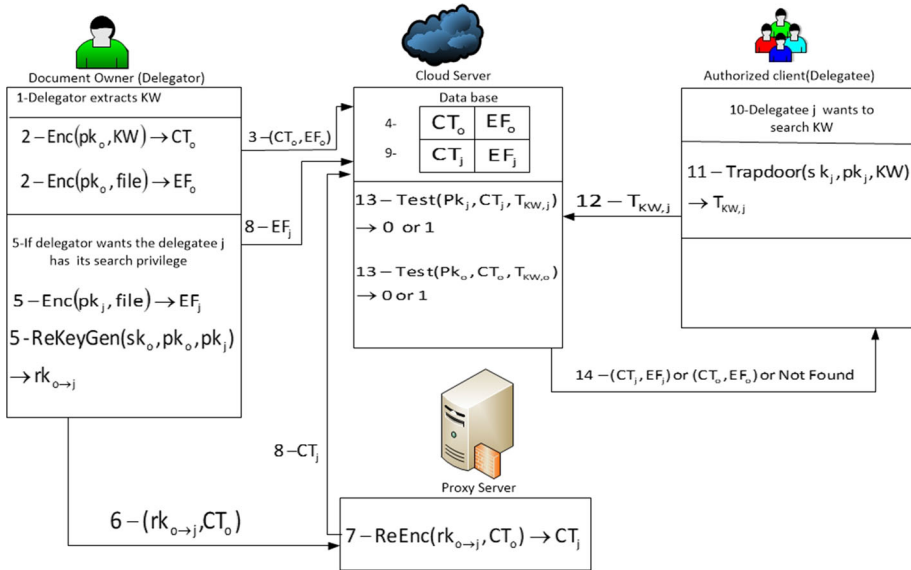 Document Owner (Delegator)
1-Delegator extracts KW
2-Enc(pk_o,KW)→CT_o
2-Enc(pk_o,file)→EF_o
5-If delegator wants the delegatee j
has its search privilege
5-Enc(pk_j,file)→EF_j
5-ReKeyGen(sk_o,pk_o,pk_j)
→rk_o→j
3-(CT_o,EF_o)
8-EF_j
Cloud Server
Data base
4- CT_o EF_o
9- CT_j EF_j
13-Test(Pk_j,CT_j,T_KW,j)
→ 0 or 1
13-Test(Pk_o,CT_o,T_KW,o)
→ 0 or 1
12-T_KW,j
Authorized client(Delegatee)
10-Delegatee j wants to
search KW
11-Trapdoor(sk_j,pk_j,KW)
→ T_KW,j
14-(CT_j,EF_j) or (CT_o,EF_o) or Not Found
8-CT_j
6-(rk_o→j,CT_o)
Proxy Server
7-ReEnc(rk_o→j,CT_o)→CT_j